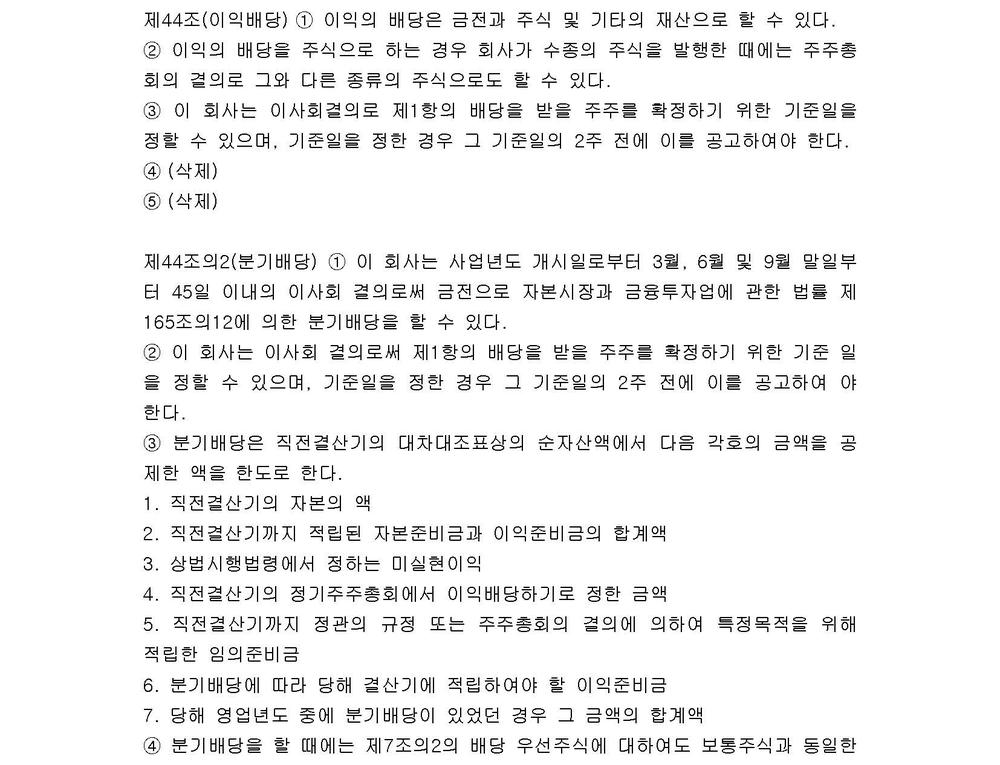 제44조(이익배당) ① 이익의 배당은 금전과 주식 및 기타의 재산으로 할 수 있다.
② 이익의 배당을 주식으로 하는 경우 회사가 수종의 주식을 발행한 때에는 주주총
회의 결의로 그와 다른 종류의 주식으로도 할 수 있다.
③ 이 회사는 이사회결의로 제1항의 배당을 받을 주주를 확정하기 위한 기준일을
정할 수 있으며, 기준일을 정한 경우 그 기준일의 2주 전에 이를 공고하여야 한다.
④ (삭제)
⑤ (삭제)
제44조의2(분기배당) ① 이 회사는 사업년도 개시일로부터 3월, 6월 및 9월 말일부
터 45일 이내의 이사회 결의로써 금전으로 자본시장과 금융투자업에 관한 법률 제
165조의12에 의한 분기배당을 할 수 있다.
② 이 회사는 이사회 결의로써 제1항의 배당을 받을 주주를 확정하기 위한 기준 일
을 정할 수 있으며, 기준일을 정한 경우 그 기준일의 2주 전에 이를 공고하여 야
한다.
③ 분기배당은 직전결산기의 대차대조표상의 순자산액에서 다음 각호의 금액을 공
제한 액을 한도로 한다.
1. 직전결산기의 자본의 액
2. 직전결산기까지 적립된 자본준비금과 이익준비금의 합계액
3. 상법시행법령에서 정하는 미실현이익
4. 직전결산기의 정기주주총회에서 이익배당하기로 정한 금액
5. 직전결산기까지 정관의 규정 또는 주주총회의 결의에 의하여 특정목적을 위해
적립한 임의준비금
6. 분기배당에 따라 당해 결산기에 적립하여야 할 이익준비금
7. 당해 영업년도 중에 분기배당이 있었던 경우 그 금액의 합계액
④ 분기배당을 할 때에는 제7조의2의 배당 우선주식에 대하여도 보통주식과 동일한